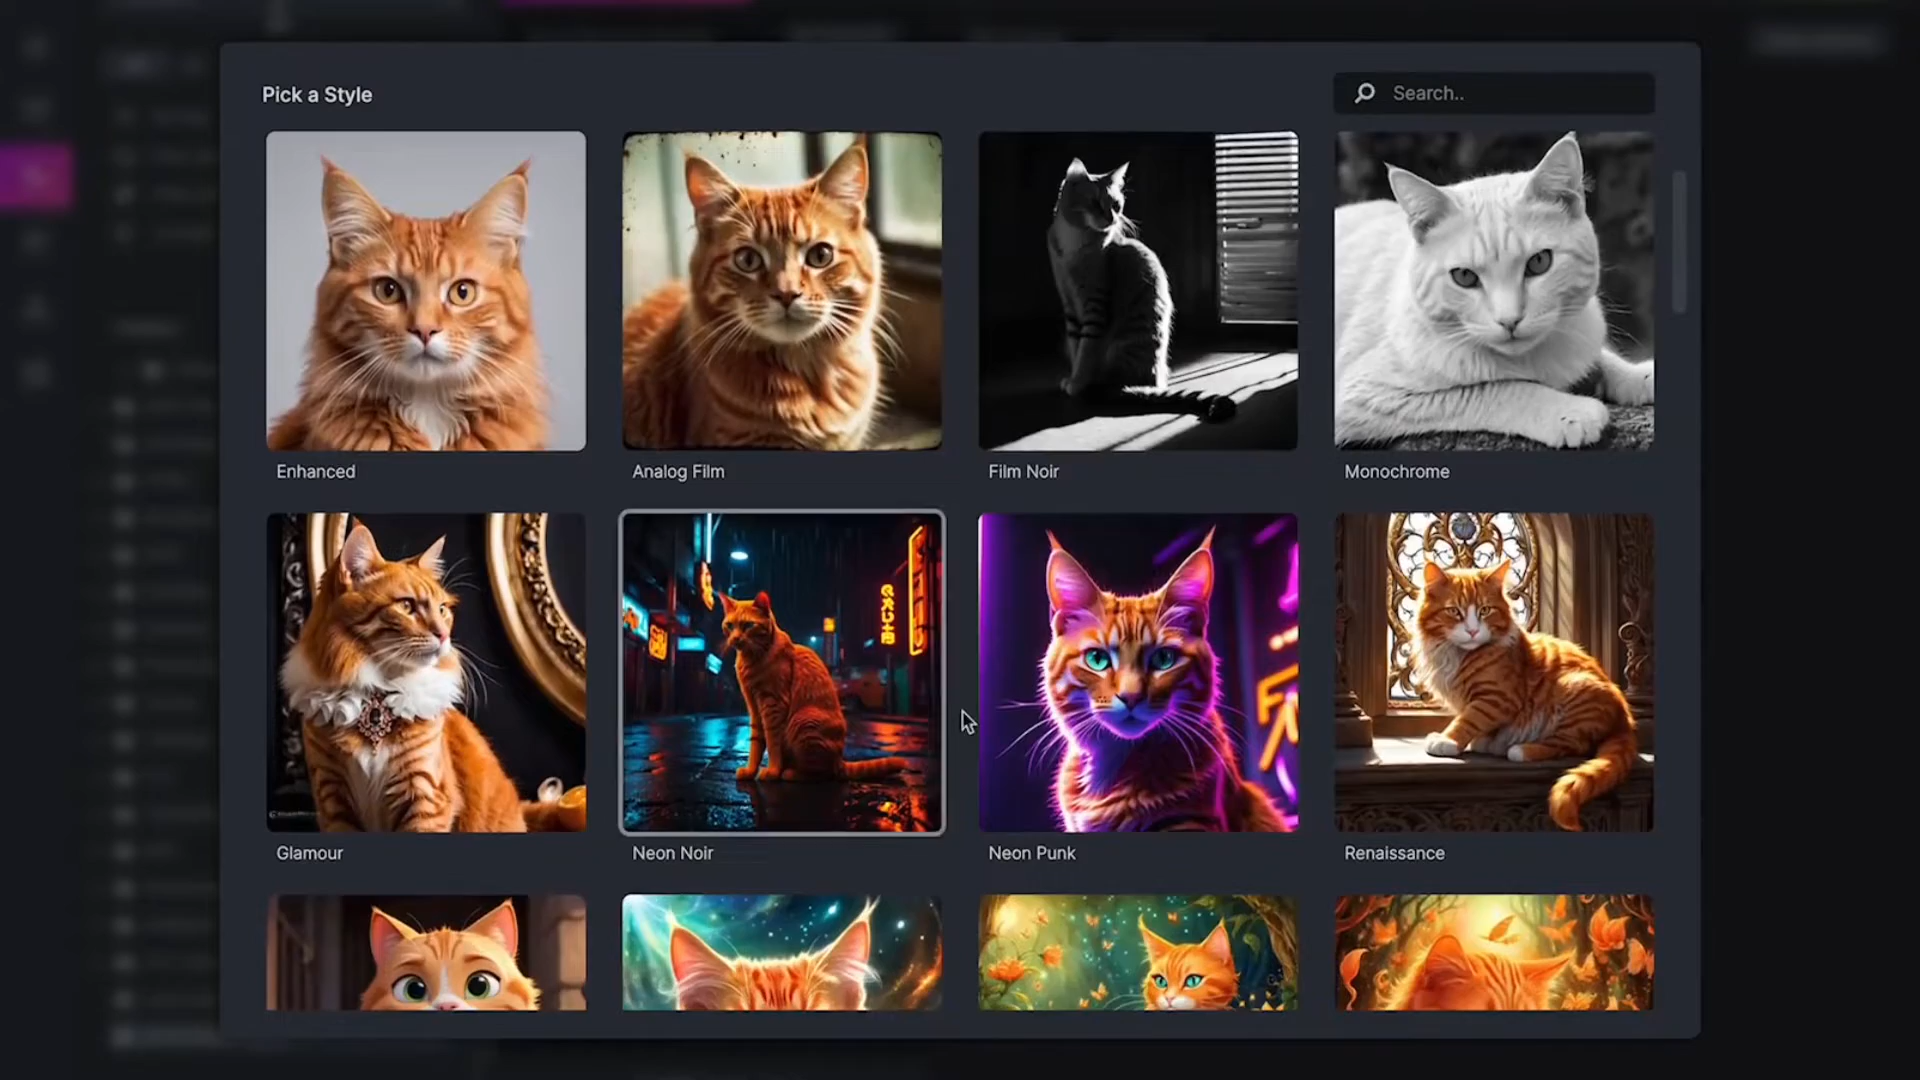 Pick a Style
Search..
Enhanced
Analog Film
Film Noir
Monochrome
Glamour
Neon Noir
Neon Punk
Renaissance